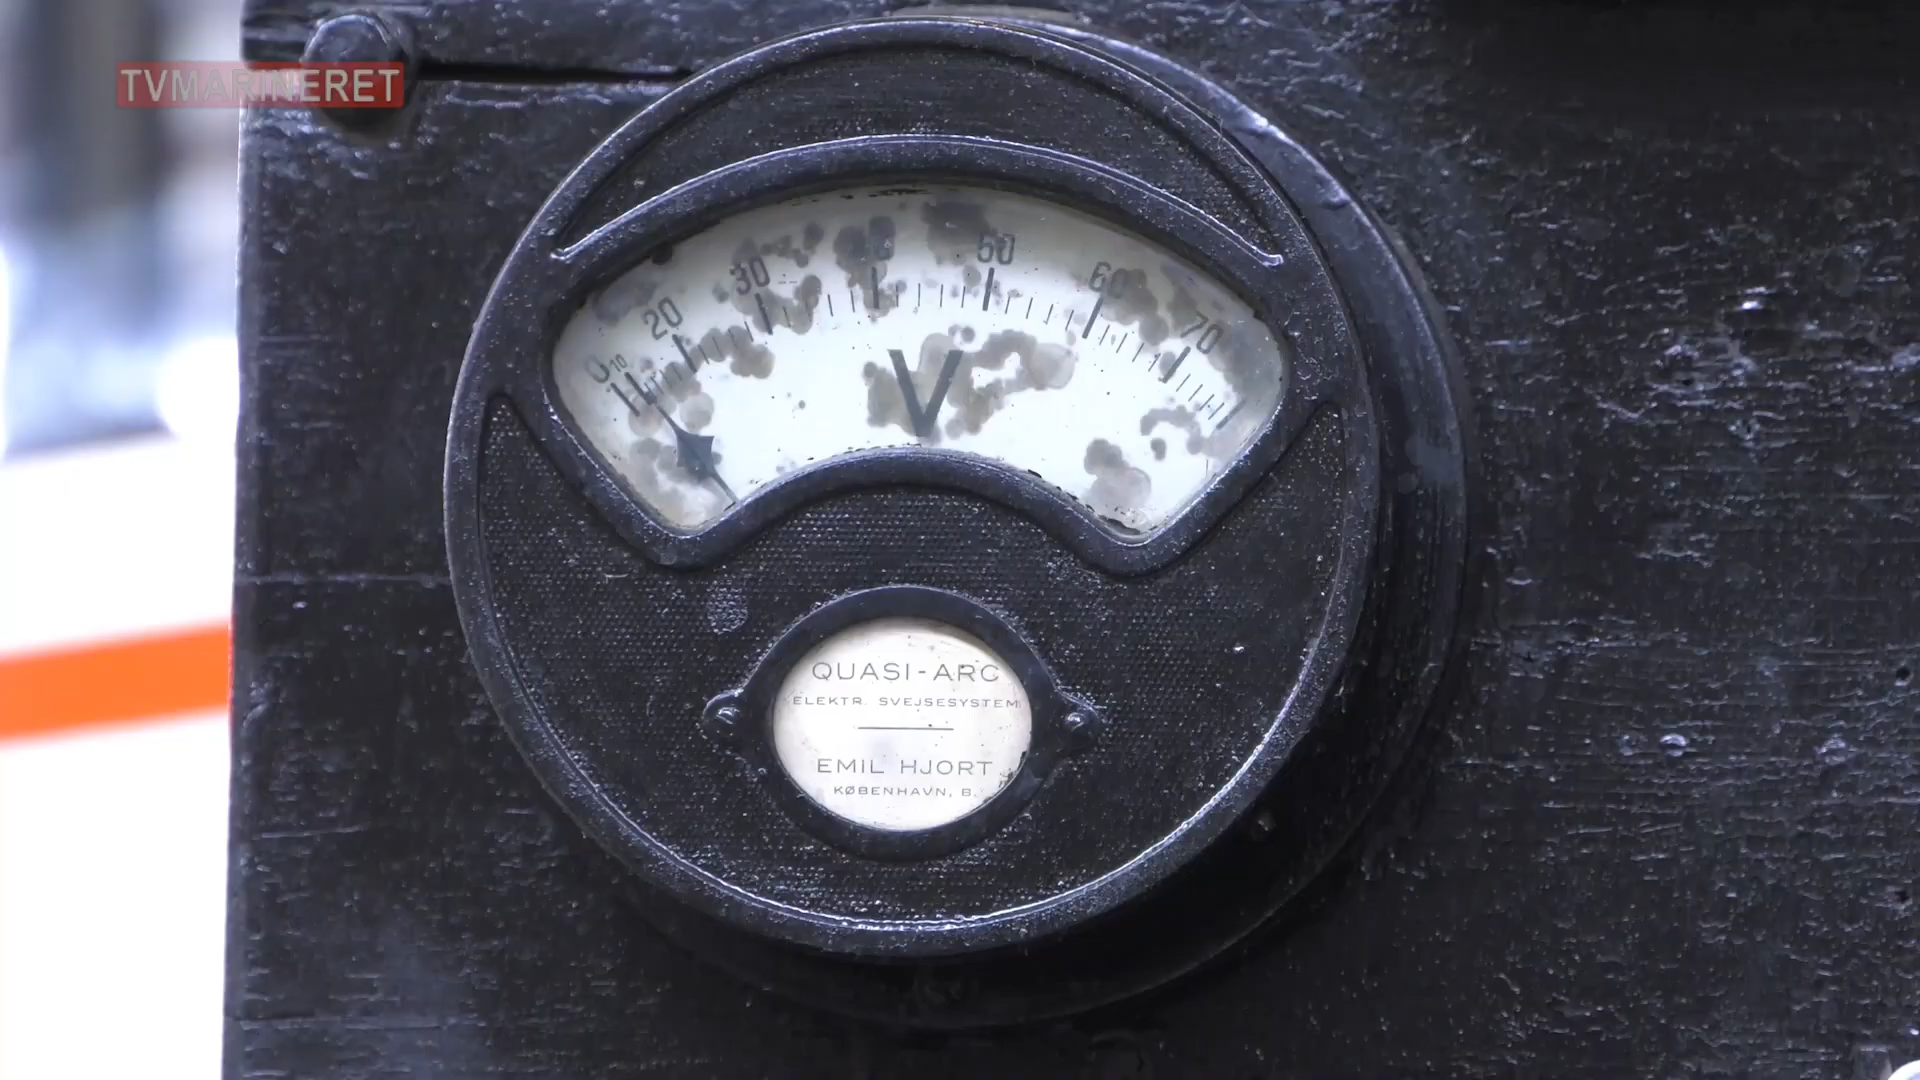 TVMARINERET
0 10 20 30 50 60 70
V
QUASI-ARC
ELEKTR. SVEJSESYSTEM
EMIL HJORT
KØBENHAVN, B.